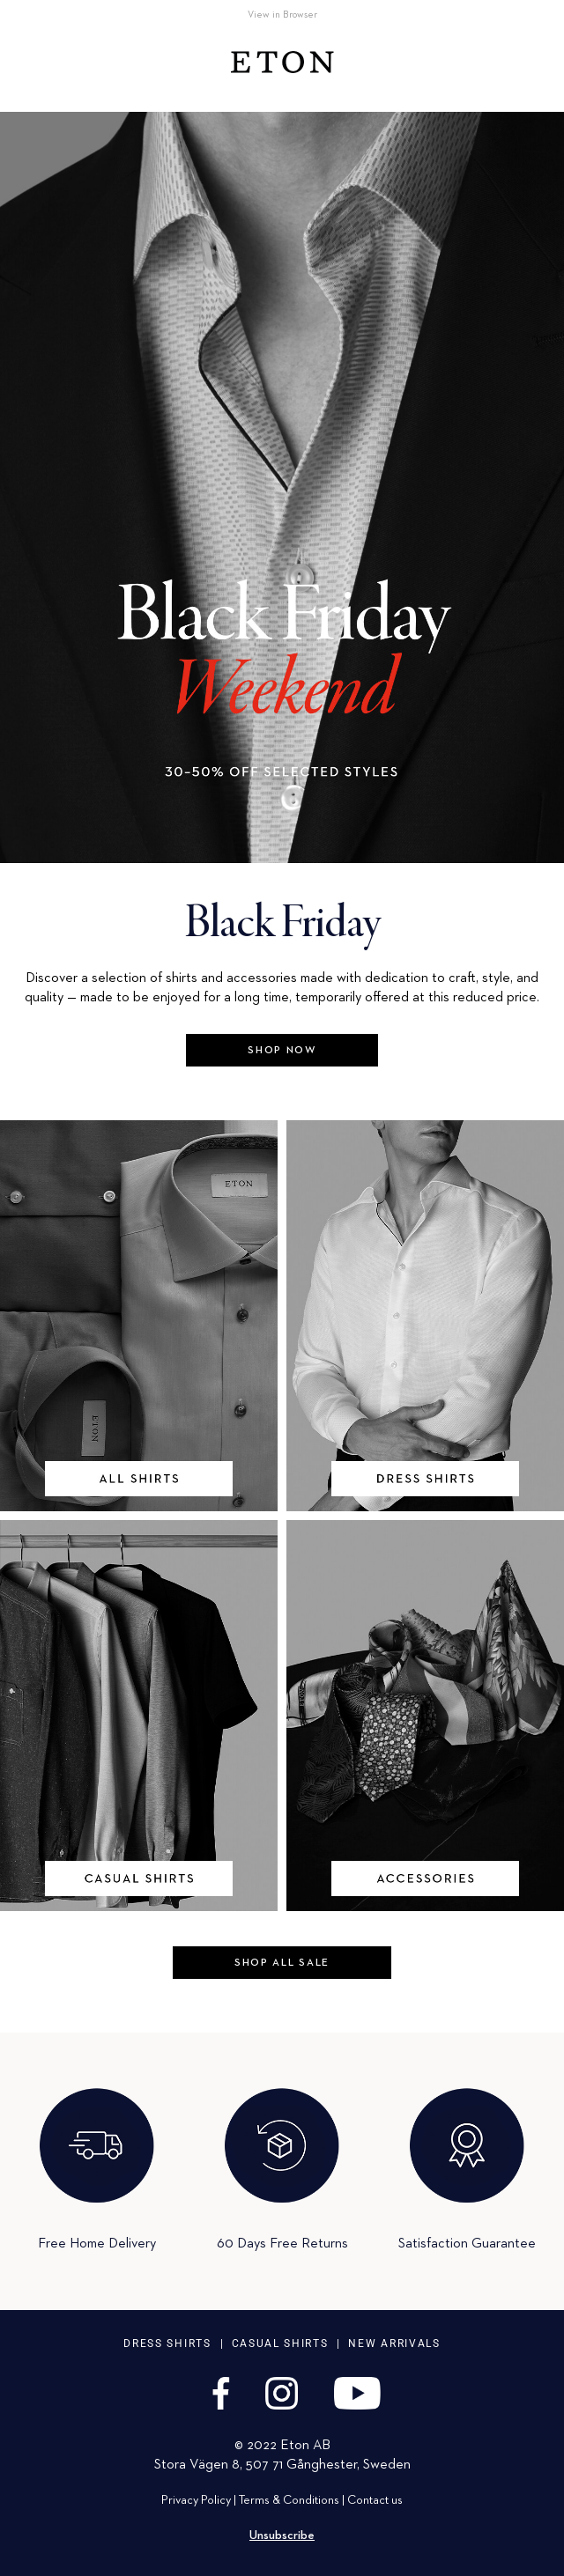 View in Browser
ETON
Black Friday
Weekend
30–50% OFF SELECTED STYLES
Black Friday
Discover a selection of shirts and accessories made with dedication to craft, style, and
quality – made to be enjoyed for a long time, temporarily offered at this reduced price.
SHOP NOW
ETON
ETON
ALL SHIRTS
DRESS SHIRTS
CASUAL SHIRTS
ACCESSORIES
SHOP ALL SALE
Free Home Delivery
60 Days Free Returns
Satisfaction Guarantee
DRESS SHIRTS | CASUAL SHIRTS | NEW ARRIVALS
© 2022 Eton AB
Stora Vägen 8, 507 71 Gånghester, Sweden
Privacy Policy | Terms & Conditions | Contact us
Unsubscribe